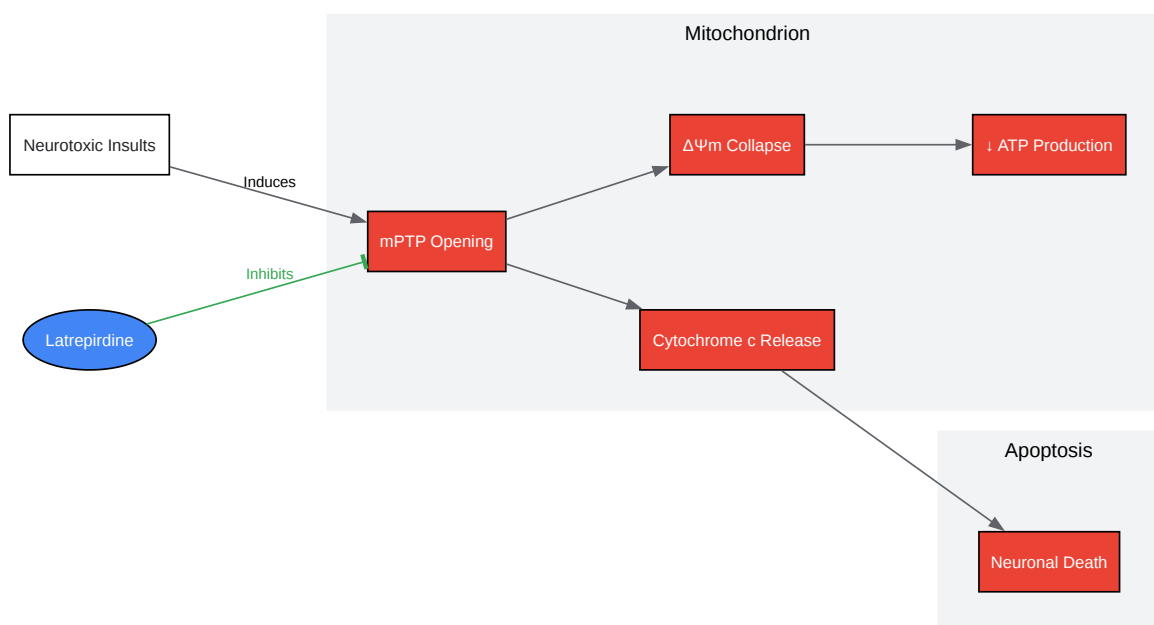 Mitochondrion
Neurotoxic Insults
ΔΨm Collapse
↓ ATP Production
Induces
mPTP Opening
Inhibits
Latrepirdine
Cytochrome c Release
Apoptosis
Neuronal Death